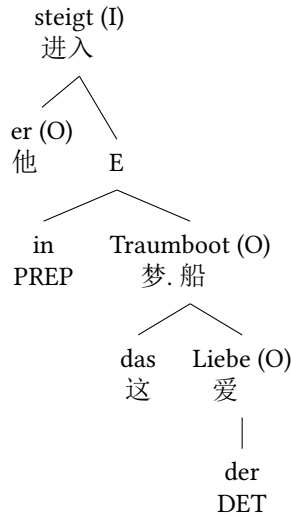 steigt (I)
进入
er (O)
他
E
in
PREP
Traumboot (O)
梦. 船
das
这
Liebe (O)
爱
der
DET